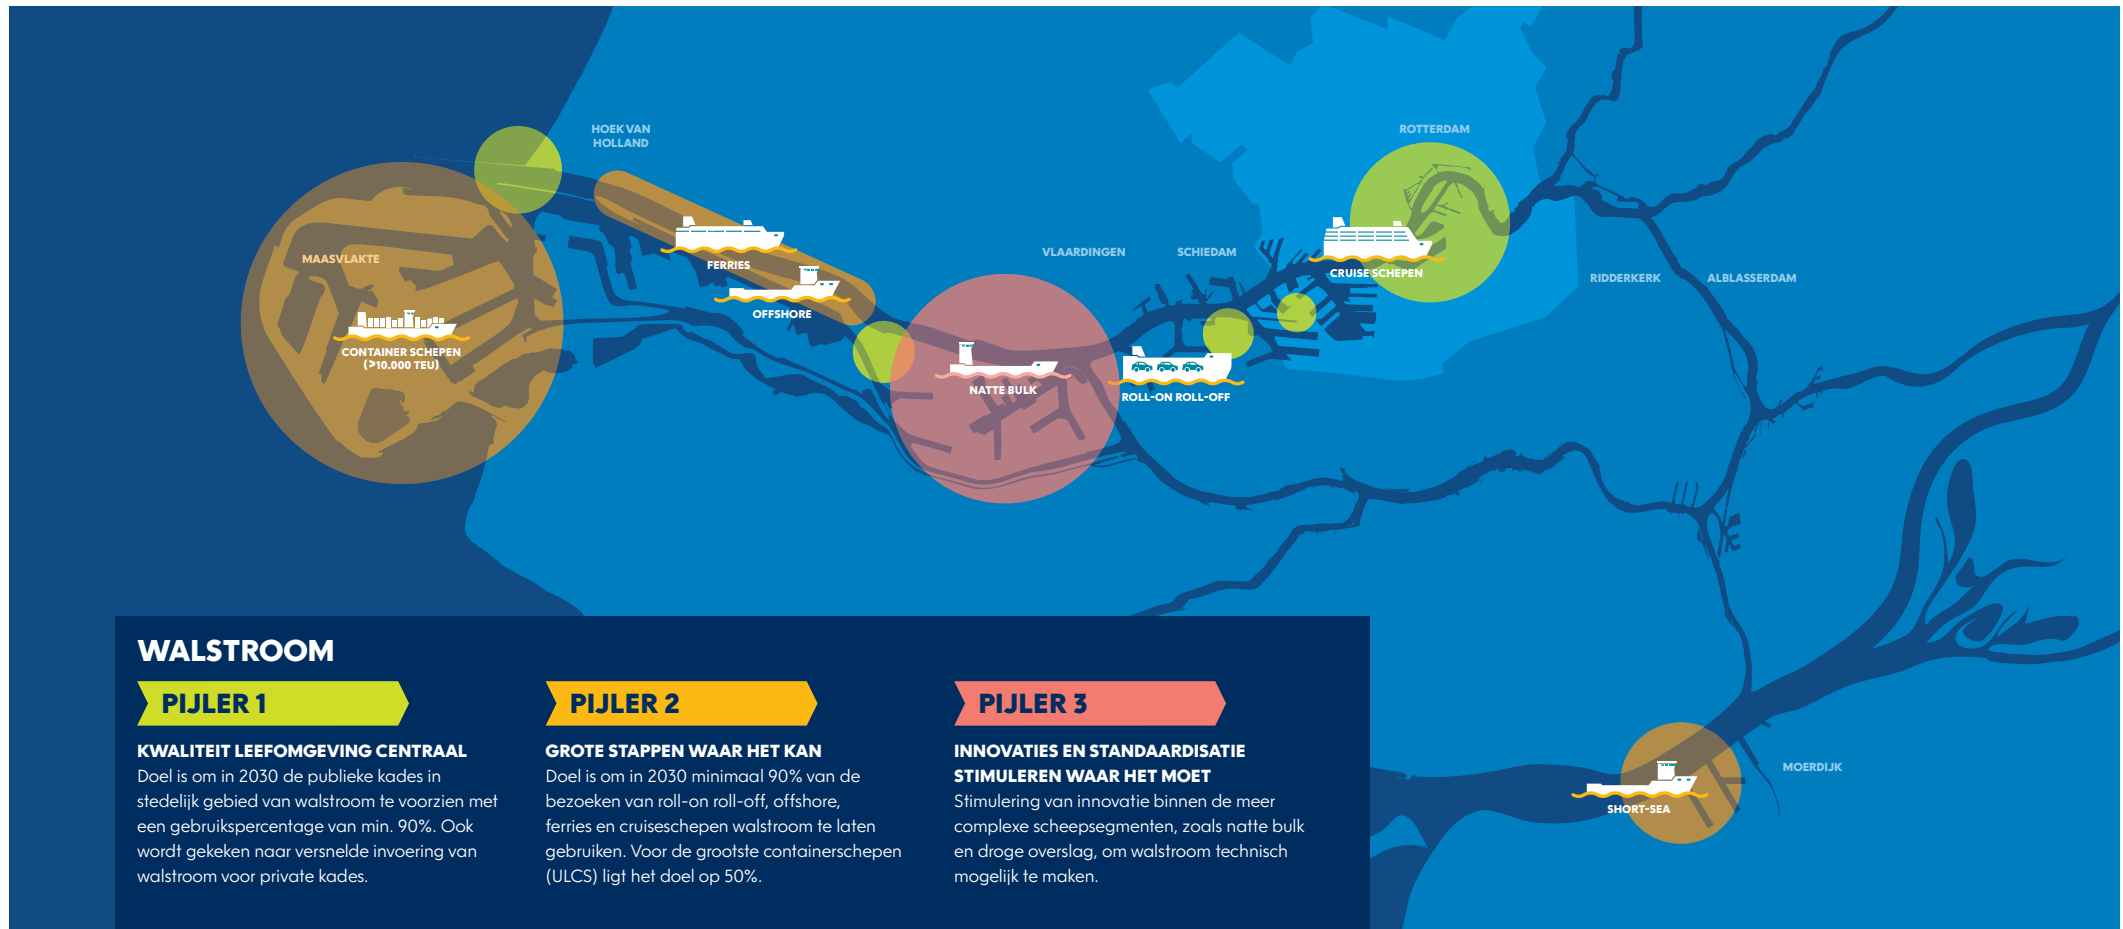 HOEK VAN
HOLLAND
ROTTERDAM
MAASVLAKTE
VLAARDINGEN
SCHIEDAM
FERRIES
CRUISE SCHEPEN
RIDDERKERK
ALBLASSERDAM
OFFSHORE
CONTAINER SCHEPEN
(>10.000 TEU)
NATTE BULK
ROLL-ON ROLL-OFF
MOERDIJK
SHORT-SEA
WALSTROOM
PIJLER 1
KWALITEIT LEEFOMGEVING CENTRAAL
Doel is om in 2030 de publieke kades in
stedelijk gebied van walstroom te voorzien met
een gebruikspercentage van min. 90%. Ook
wordt gekeken naar versnelde invoering van
walstroom voor private kades.
PIJLER 2
GROTE STAPPEN WAAR HET KAN
Doel is om in 2030 minimaal 90% van de
bezoeken van roll-on roll-off, offshore,
ferries en cruiseschepen walstroom te laten
gebruiken. Voor de grootste containerschepen
(ULCS) ligt het doel op 50%.
PIJLER 3
INNOVATIES EN STANDAARDISATIE
STIMULEREN WAAR HET MOET
Stimulering van innovatie binnen de meer
complexe scheepsegmenten, zoals natte bulk
en droge overslag, om walstroom technisch
mogelijk te maken.